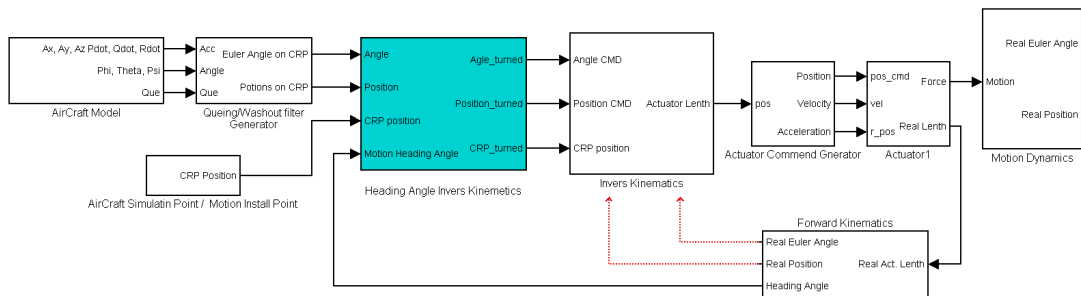 Ax, Ay, Az Pdot, Qdot, Rdot
Phi, Theta, Psi
Que
AirCraft Model
Acc
Angle
Que
Euler Angle on CRP
Potions on CRP
Queing/Washout filter
Generator
CRP Position
AirCraft Simulatin Point / Motion Install Point
Angle
Position
CRP position
Motion Heading Angle
Agle_turned
Position_turned
CRP_turned
Heading Angle Invers Kinemetics
Angle CMD
Position CMD
CRP position
Actuator Lenth
Invers Kinematics
pos
Position
Velocity
Acceleration
Actuator Commend Gnerator
pos_cmd
vel
r_pos
Force
Real Lenth
Actuator1
Motion
Real Euler Angle
Real Position
Motion Dynamics
Forward Kinematics
Real Euler Angle
Real Position
Heading Angle
Real Act. Lenth